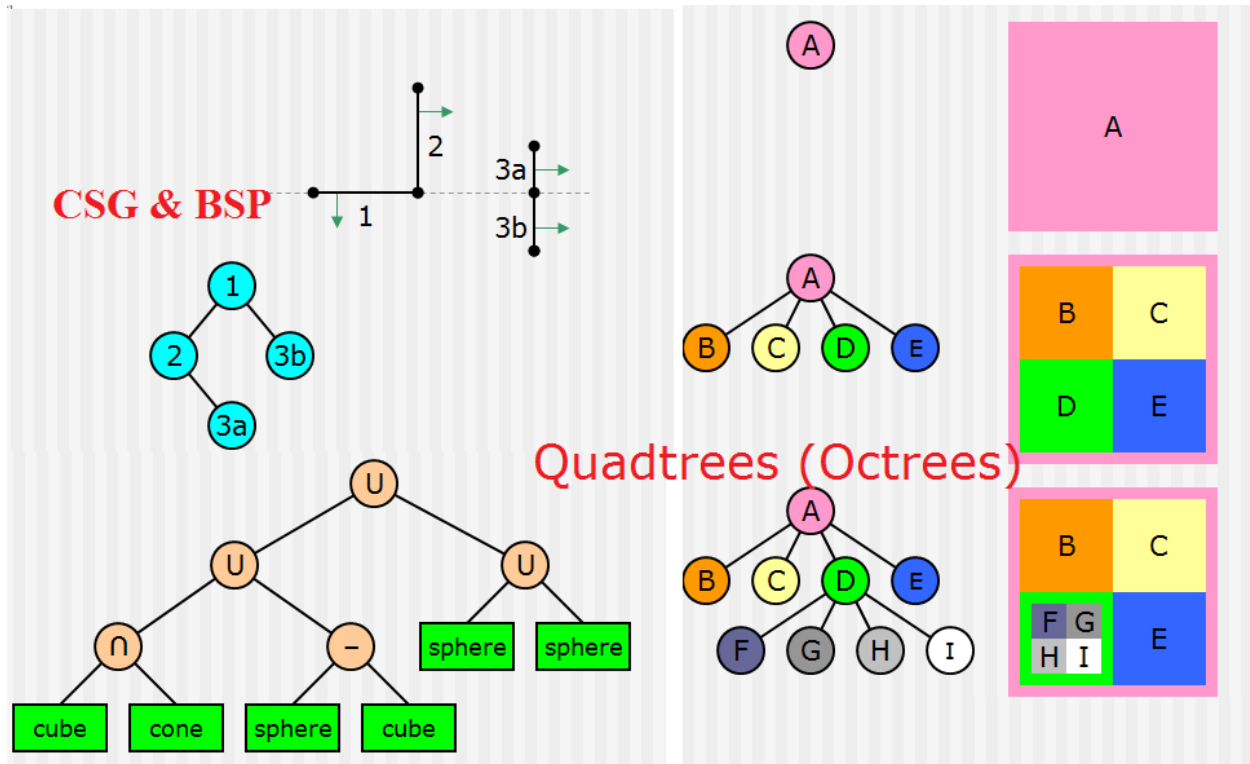 2
3a
CSG & BSP
1
3b
1
2
3b
3a
U
U
U
∩
–
sphere
sphere
cube
cone
sphere
cube
Quadtrees (Octrees)
A
A
A
B
C
D
E
B
C
D
E
A
B
C
D
E
F
G
H
I
B
C
F
G
H
I
E